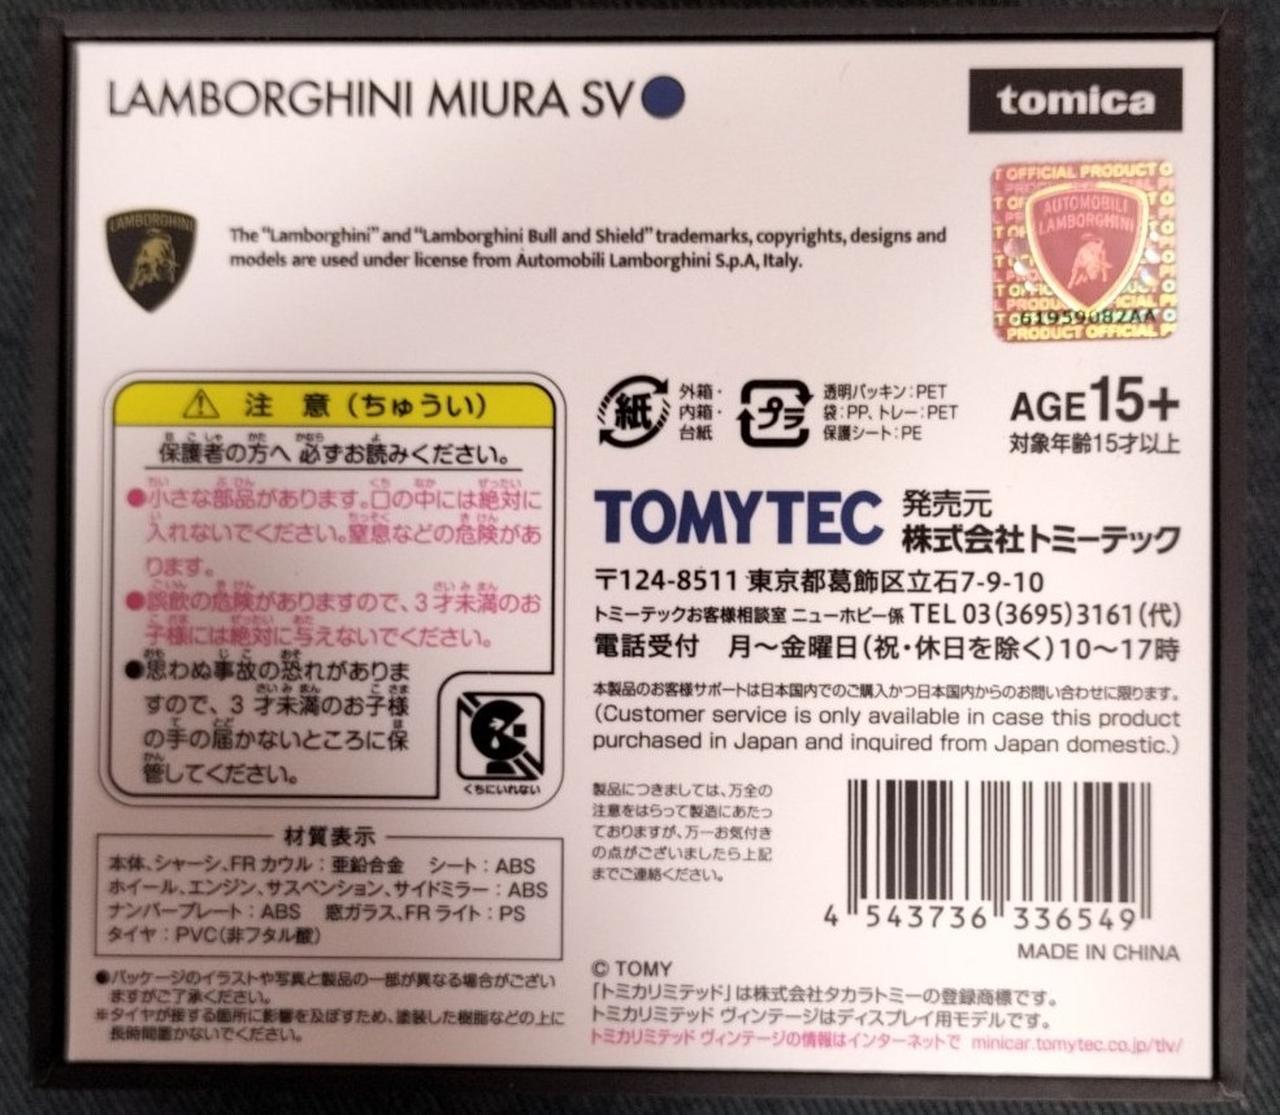 LAMBORGHINI MIURA SV
tomica
LAMBORGHINI
The “Lamborghini” and “Lamborghini Bull and Shield” trademarks, copyrights, designs and
models are used under license from Automobili Lamborghini S.p.A, Italy.
T OFFICIAL PRODUCT O
AUTOMOBILI
LAMBORGHINI
61959082AA
PRODUCT OFFICIAL P
注 意（ちゅうい）
保護者の方へ 必ずお読みください。
●小さな部品があります。口の中には絶対に
入れないでください。窒息などの危険があ
ります。
●誤飲の危険がありますので、3才未満のお
子様には絶対に与えないでください。
●思わぬ事故の恐れがありま
すので、3 才未満のお子様
の手の届かないところに保
管してください。
くちにいれない
紙
外箱・
内箱・
台紙
プラ
透明パッキン：PET
袋：PP、トレー：PET
保護シート：PE
AGE15+
対象年齢15才以上
TOMYTEC
発売元
株式会社トミーテック
〒124-8511 東京都葛飾区立石7-9-10
トミーテックお客様相談室 ニューホビー係 TEL 03(3695)3161(代)
電話受付 月～金曜日(祝・休日を除く)10～17時
本製品のお客様サポートは日本国内でのご購入かつ日本国内からのお問い合わせに限ります。
(Customer service is only available in case this product
purchased in Japan and inquired from Japan domestic.)
材質表示
本体、シャーシ、FRカウル：亜鉛合金 シート：ABS
ホイール、エンジン、サスペンション、サイドミラー：ABS
ナンバープレート：ABS 窓ガラス、FRライト：PS
タイヤ：PVC(非フタル酸)
●パッケージのイラストや写真と製品の一部が異なる場合がござい
ますがご了承ください。
※タイヤが接する箇所に影響を及ぼすため、塗装した樹脂などの上に
長時間置かないでください。
製品につきましては、万全の
注意をはらって製造にあたっ
ておりますが、万一お気付き
の点がございましたら上記
までご連絡ください。
4 543736 336549
MADE IN CHINA
© TOMY
「トミカリミテッド」は株式会社タカラトミーの登録商標です。
トミカリミテッド ヴィンテージはディスプレイ用モデルです。
トミカリミテッド ヴィンテージの情報はインターネットで minicar.tomytec.co.jp/tlv/